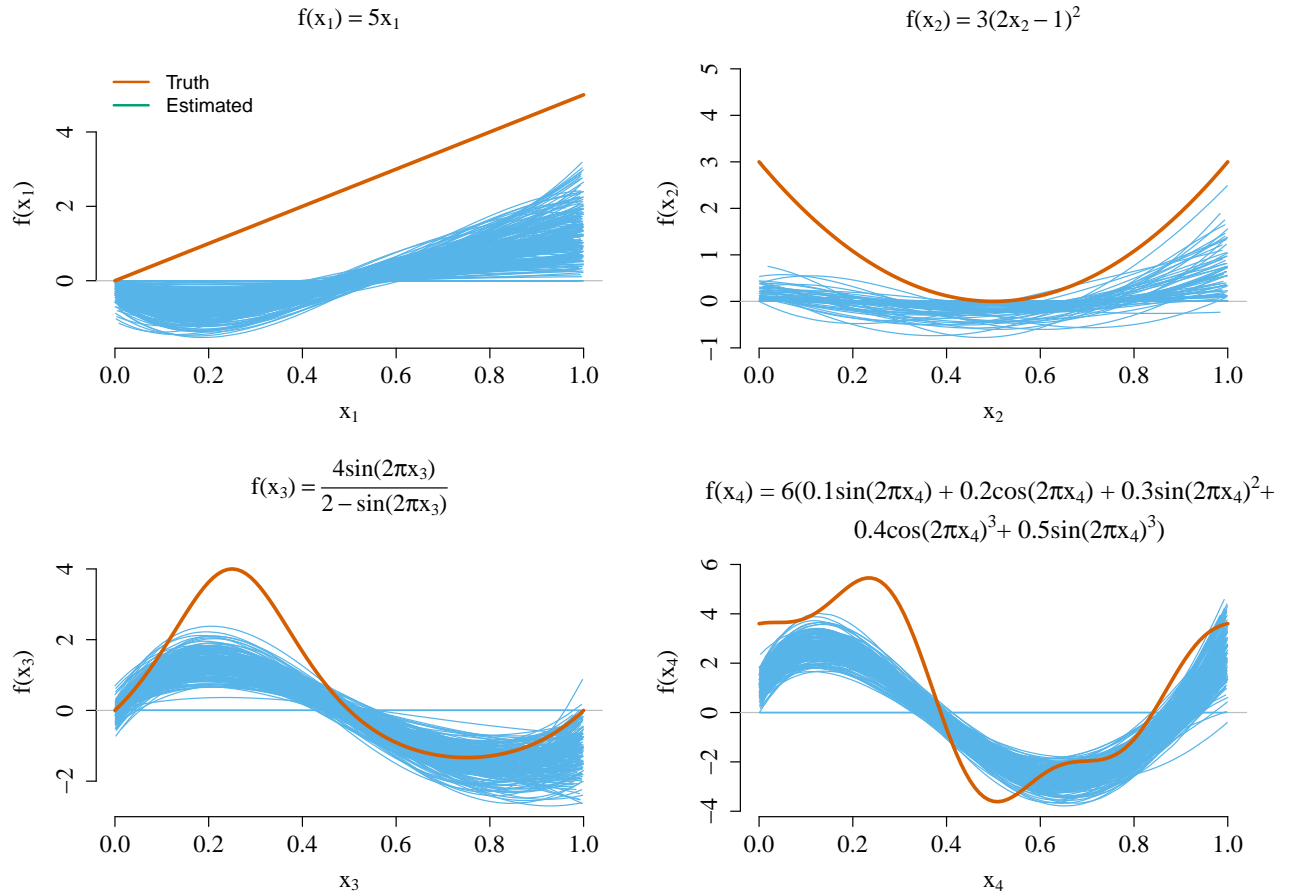 f(x₁) = 5x₁
Truth
Estimated
f(x₁)
4
2
0
0.0 0.2 0.4 0.6 0.8 1.0
x₁
f(x₂) = 3(2x₂ − 1)²
f(x₂)
5
4
3
2
1
0
−1
0.0 0.2 0.4 0.6 0.8 1.0
x₂
f(x₃) = 4sin(2πx₃) / 2 − sin(2πx₃)
f(x₃)
4
2
0
−2
0.0 0.2 0.4 0.6 0.8 1.0
x₃
f(x₄) = 6(0.1sin(2πx₄) + 0.2cos(2πx₄) + 0.3sin(2πx₄)²+
0.4cos(2πx₄)³+ 0.5sin(2πx₄)³)
f(x₄)
6
4
2
0
−2
−4
0.0 0.2 0.4 0.6 0.8 1.0
x₄